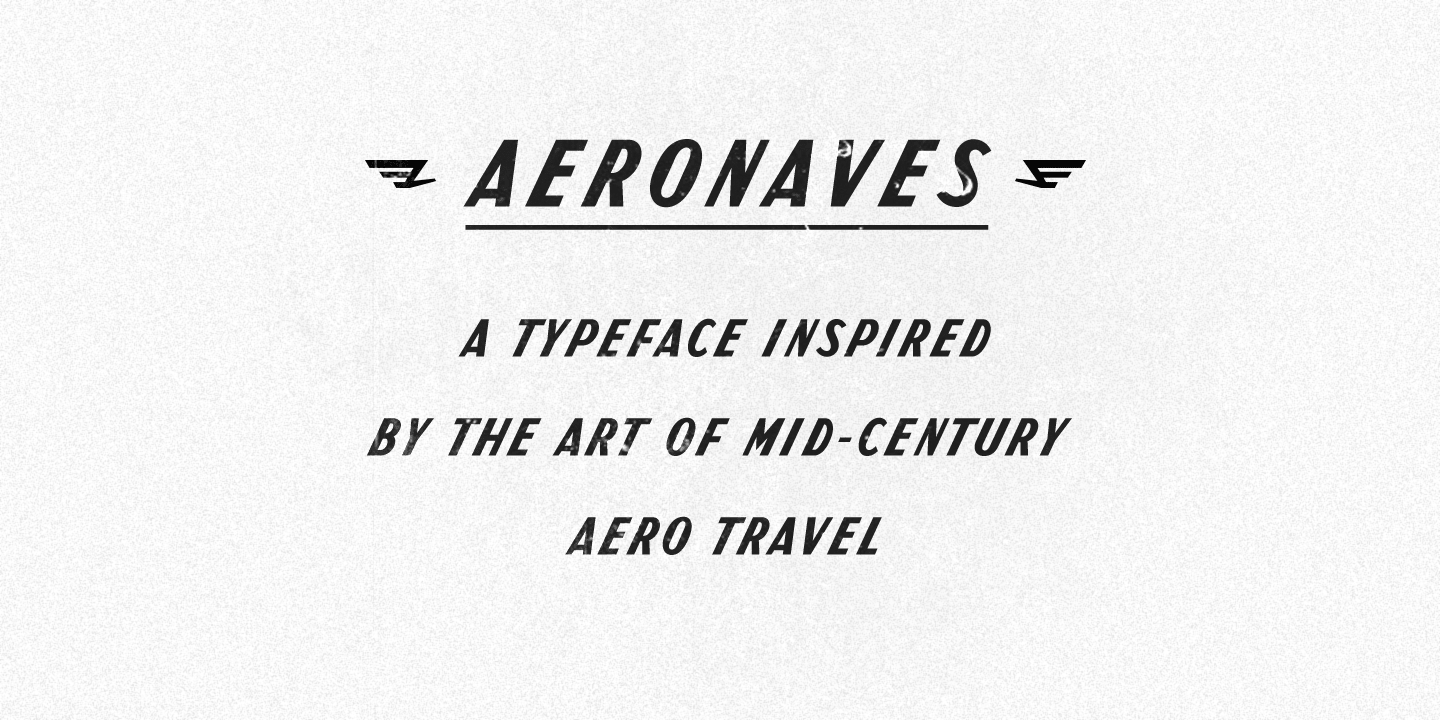 AERONAVES
A TYPEFACE INSPIRED
BY THE ART OF MID-CENTURY
AERO TRAVEL